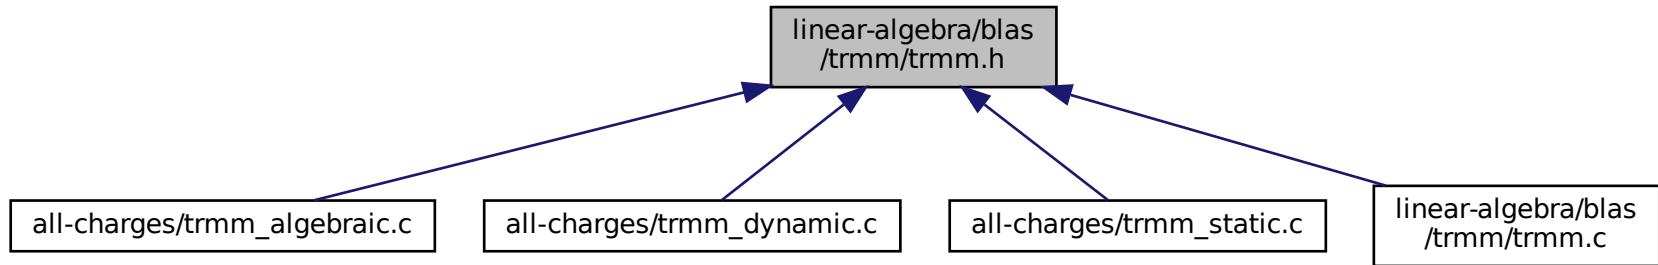 linear-algebra/blas
/trmm/trmm.h
all-charges/trmm_algebraic.c
all-charges/trmm_dynamic.c
all-charges/trmm_static.c
linear-algebra/blas
/trmm/trmm.c